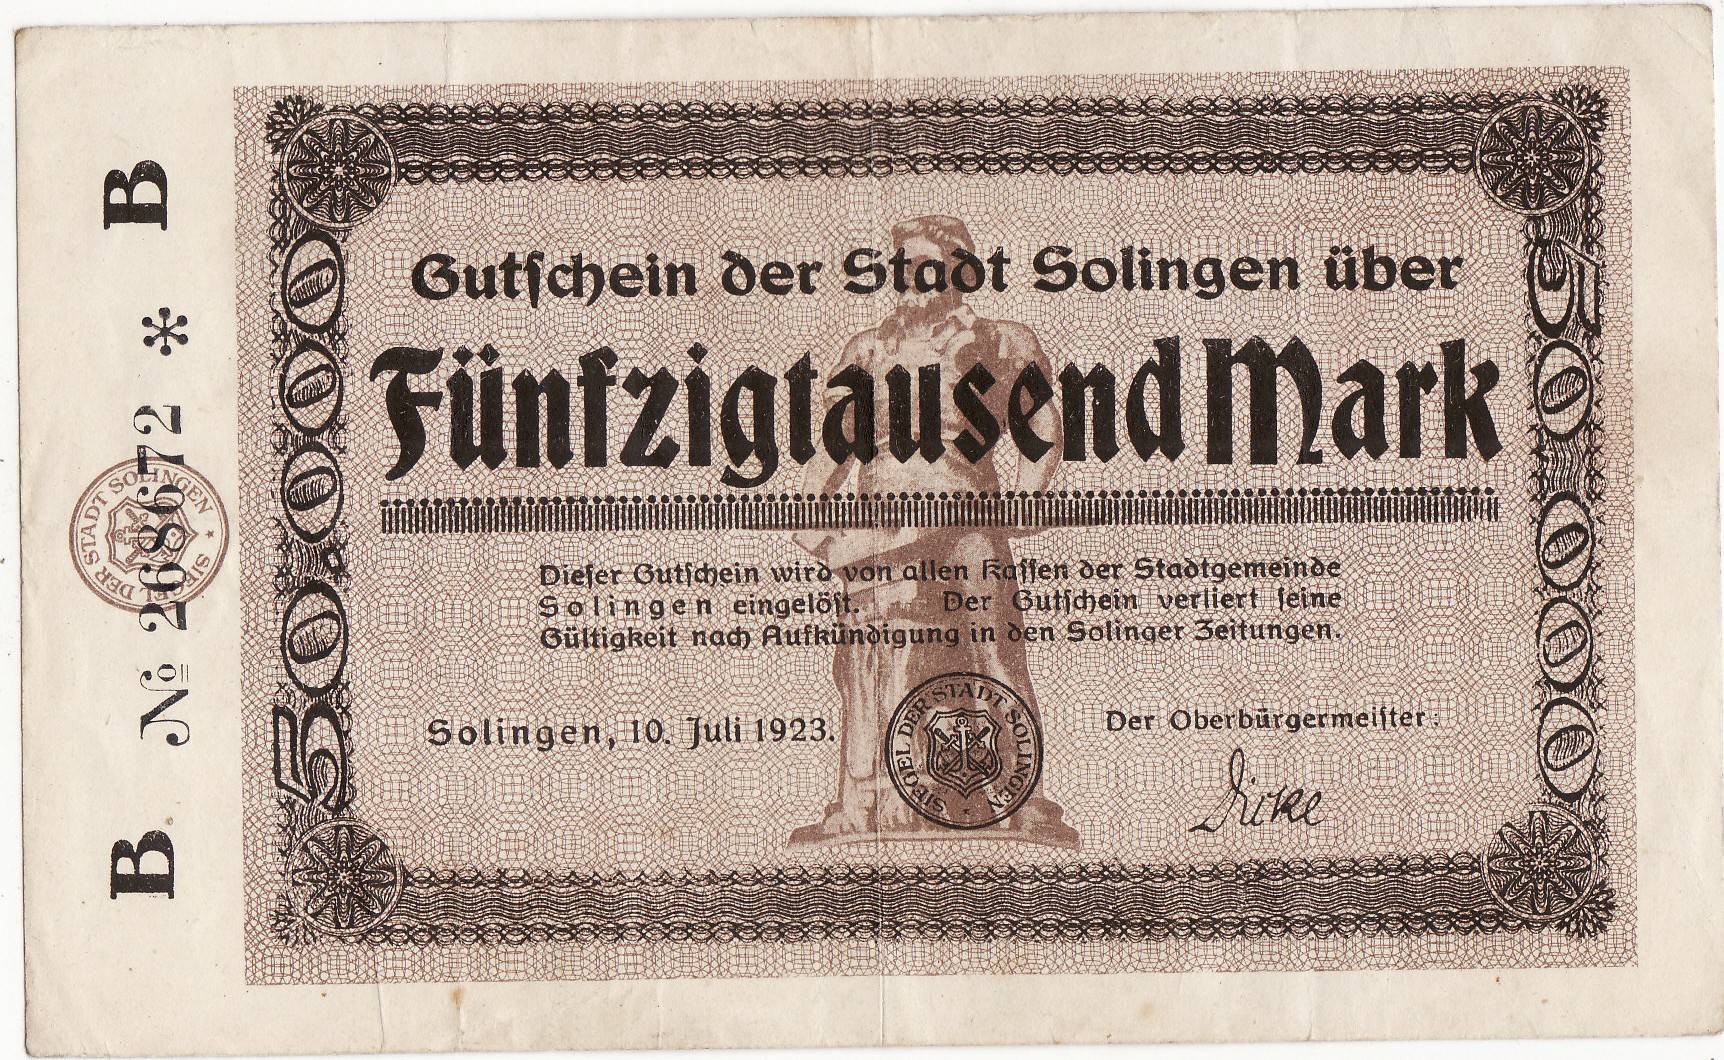 Gutſchein der Stadt Solingen über
Fünfzigtauſend Mark
Dieſer Gutſchein wird von allen Kaſſen der Stadtgemeinde
Solingen eingelöſt. Der Gutſchein verliert ſeine
Gültigkeit nach Aufkündigung in den Solinger Zeitungen.
Solingen, 10. Juli 1923.
Der Oberbürgermeiſter:
Dicke
SIEGEL DER STADT SOLINGEN
50.000
50000
B № 268672 * B
SIEGEL DER STADT SOLINGEN